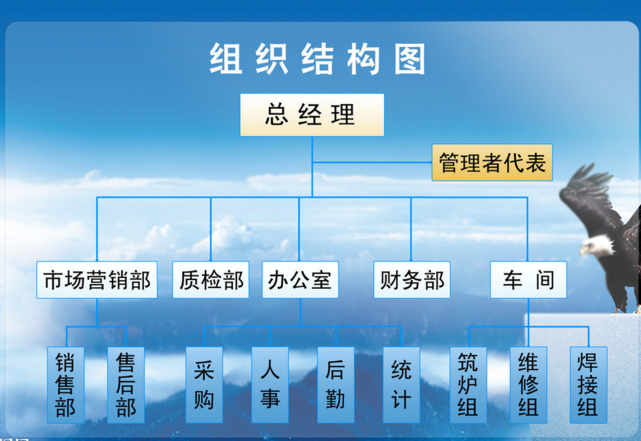 组织结构图
总经理
管理者代表
市场营销部
质检部
办公室
财务部
车间
销售部
售后部
采购
人事
后勤
统计
筑炉组
维修组
焊接组